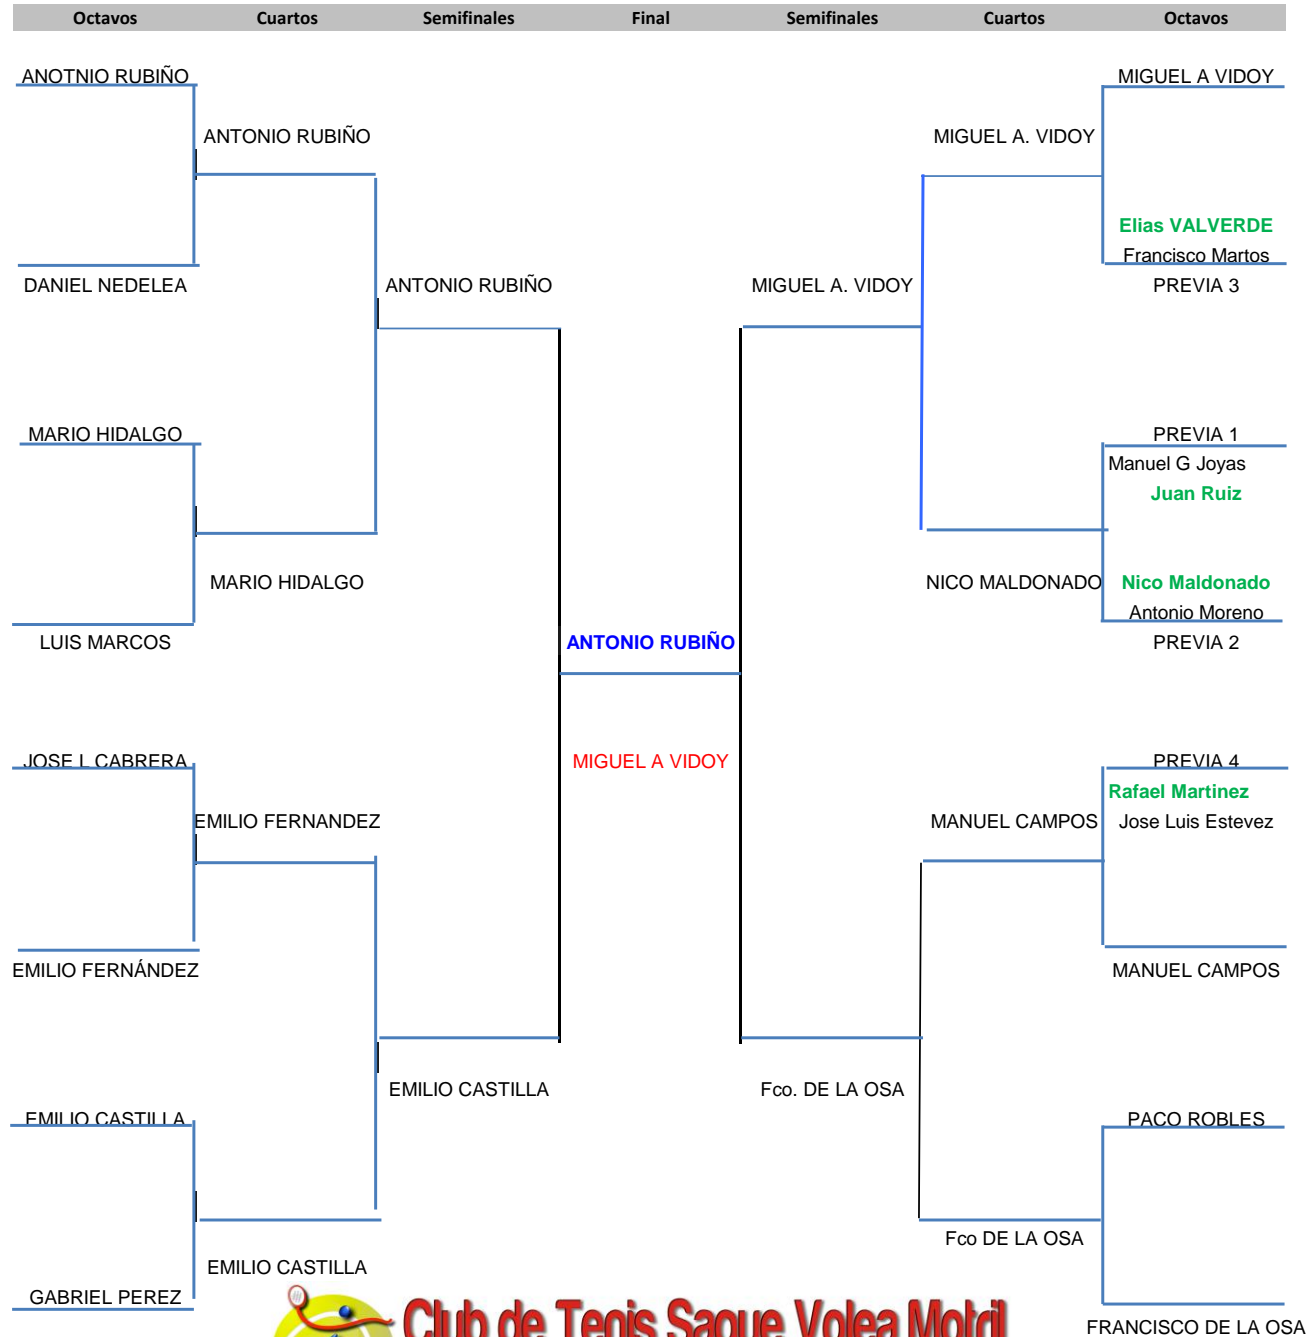 Octavos Cuartos Semifinales Final Semifinales Cuartos Octavos
ANOTNIO RUBIÑO MIGUEL A VIDOY
ANTONIO RUBIÑO MIGUEL A. VIDOY
Elias VALVERDE
Francisco Martos
DANIEL NEDELEA ANTONIO RUBIÑO MIGUEL A. VIDOY PREVIA 3
MARIO HIDALGO PREVIA 1
Manuel G Joyas
Juan Ruiz
MARIO HIDALGO NICO MALDONADO Nico Maldonado
Antonio Moreno
LUIS MARCOS ANTONIO RUBIÑO PREVIA 2
JOSE L CABRERA MIGUEL A VIDOY PREVIA 4
Rafael Martinez
EMILIO FERNANDEZ MANUEL CAMPOS Jose Luis Estevez
EMILIO FERNÁNDEZ MANUEL CAMPOS
EMILIO CASTILLA Fco. DE LA OSA
EMILIO CASTILLA PACO ROBLES
Fco DE LA OSA
EMILIO CASTILLA
GABRIEL PEREZ
Club de Tenis Saque Volea Motril
FRANCISCO DE LA OSA